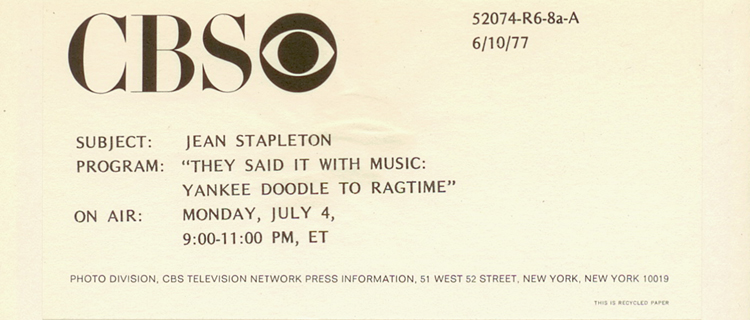 CBS
52074-R6-8a-A
6/10/77
SUBJECT: JEAN STAPLETON
PROGRAM: "THEY SAID IT WITH MUSIC:
YANKEE DOODLE TO RAGTIME"
ON AIR: MONDAY, JULY 4,
9:00-11:00 PM, ET
PHOTO DIVISION, CBS TELEVISION NETWORK PRESS INFORMATION, 51 WEST 52 STREET, NEW YORK, NEW YORK 10019
THIS IS RECYCLED PAPER